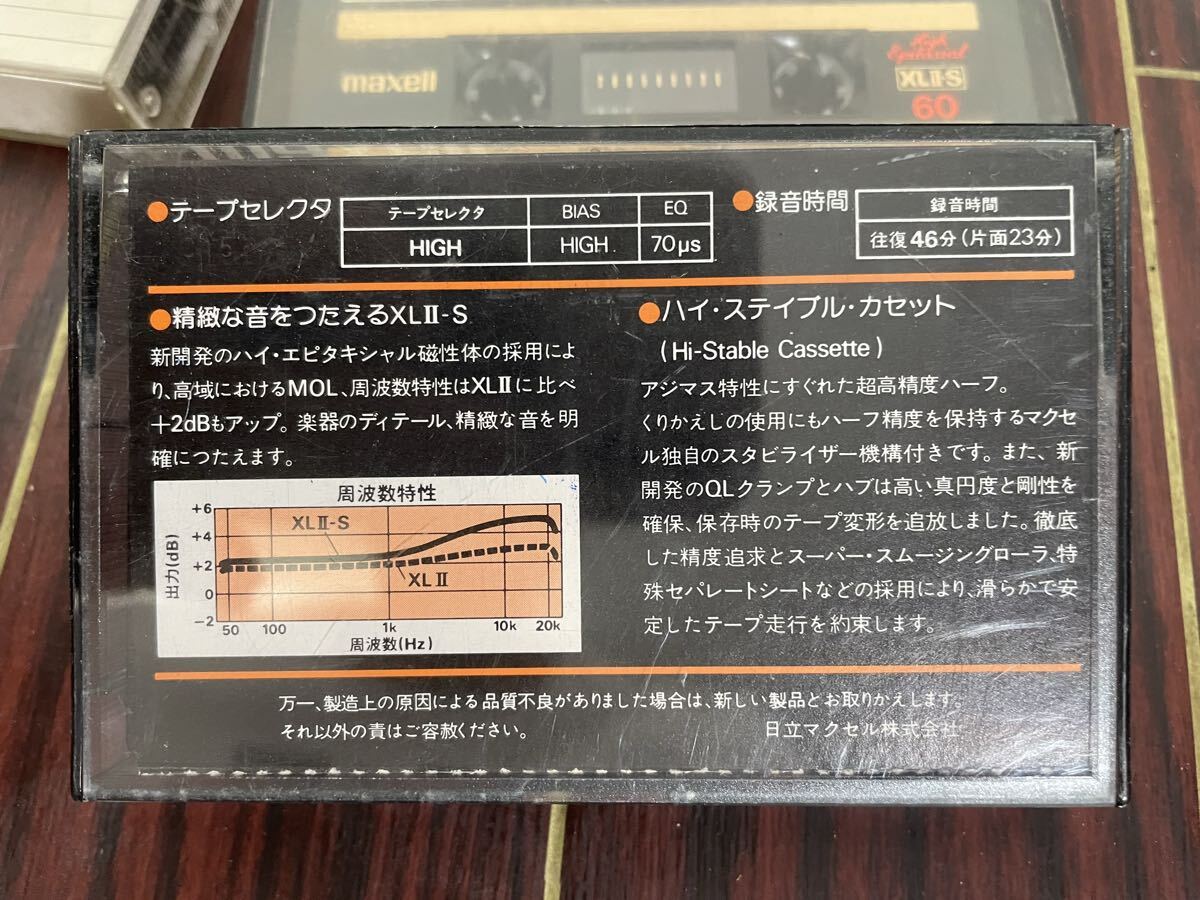 maxell
High Epitaxial
XLⅡ-S
60
●テープセレクタ
テープセレクタ BIAS EQ
HIGH HIGH 70μs
●録音時間
録音時間
往復46分(片面23分)
●精緻な音をつたえるXLⅡ-S
新開発のハイ・エピタキシャル磁性体の採用によ
り、高域におけるMOL、周波数特性はXLⅡに比べ
+2dBもアップ。楽器のディテール、精緻な音を明
確につたえます。
周波数特性
出力(dB)
+6
+4
+2
0
-2
XLⅡ-S
XLⅡ
50 100 1k 10k 20k
周波数(Hz)
●ハイ・ステイブル・カセット
(Hi-Stable Cassette)
アジマス特性にすぐれた超高精度ハーフ。
くりかえしの使用にもハーフ精度を保持するマクセ
ル独自のスタビライザー機構付きです。また、新
開発のQLクランプとハブは高い真円度と剛性を
確保、保存時のテープ変形を追放しました。徹底
した精度追求とスーパー・スムージングローラ、特
殊セパレートシートなどの採用により、滑らかで安
定したテープ走行を約束します。
万一、製造上の原因による品質不良がありました場合は、新しい製品とお取りかえします。
それ以外の責はご容赦ください。
日立マクセル株式会社